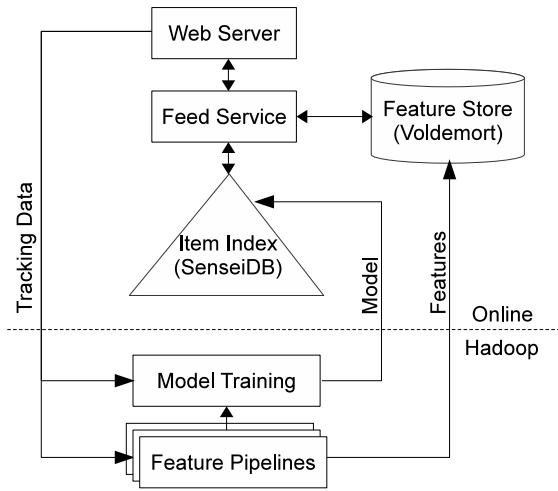 Web Server
Feed Service
Feature Store
(Voldemort)
Item Index
(SenseiDB)
Tracking Data
Model
Features
Online
Hadoop
Model Training
Feature Pipelines